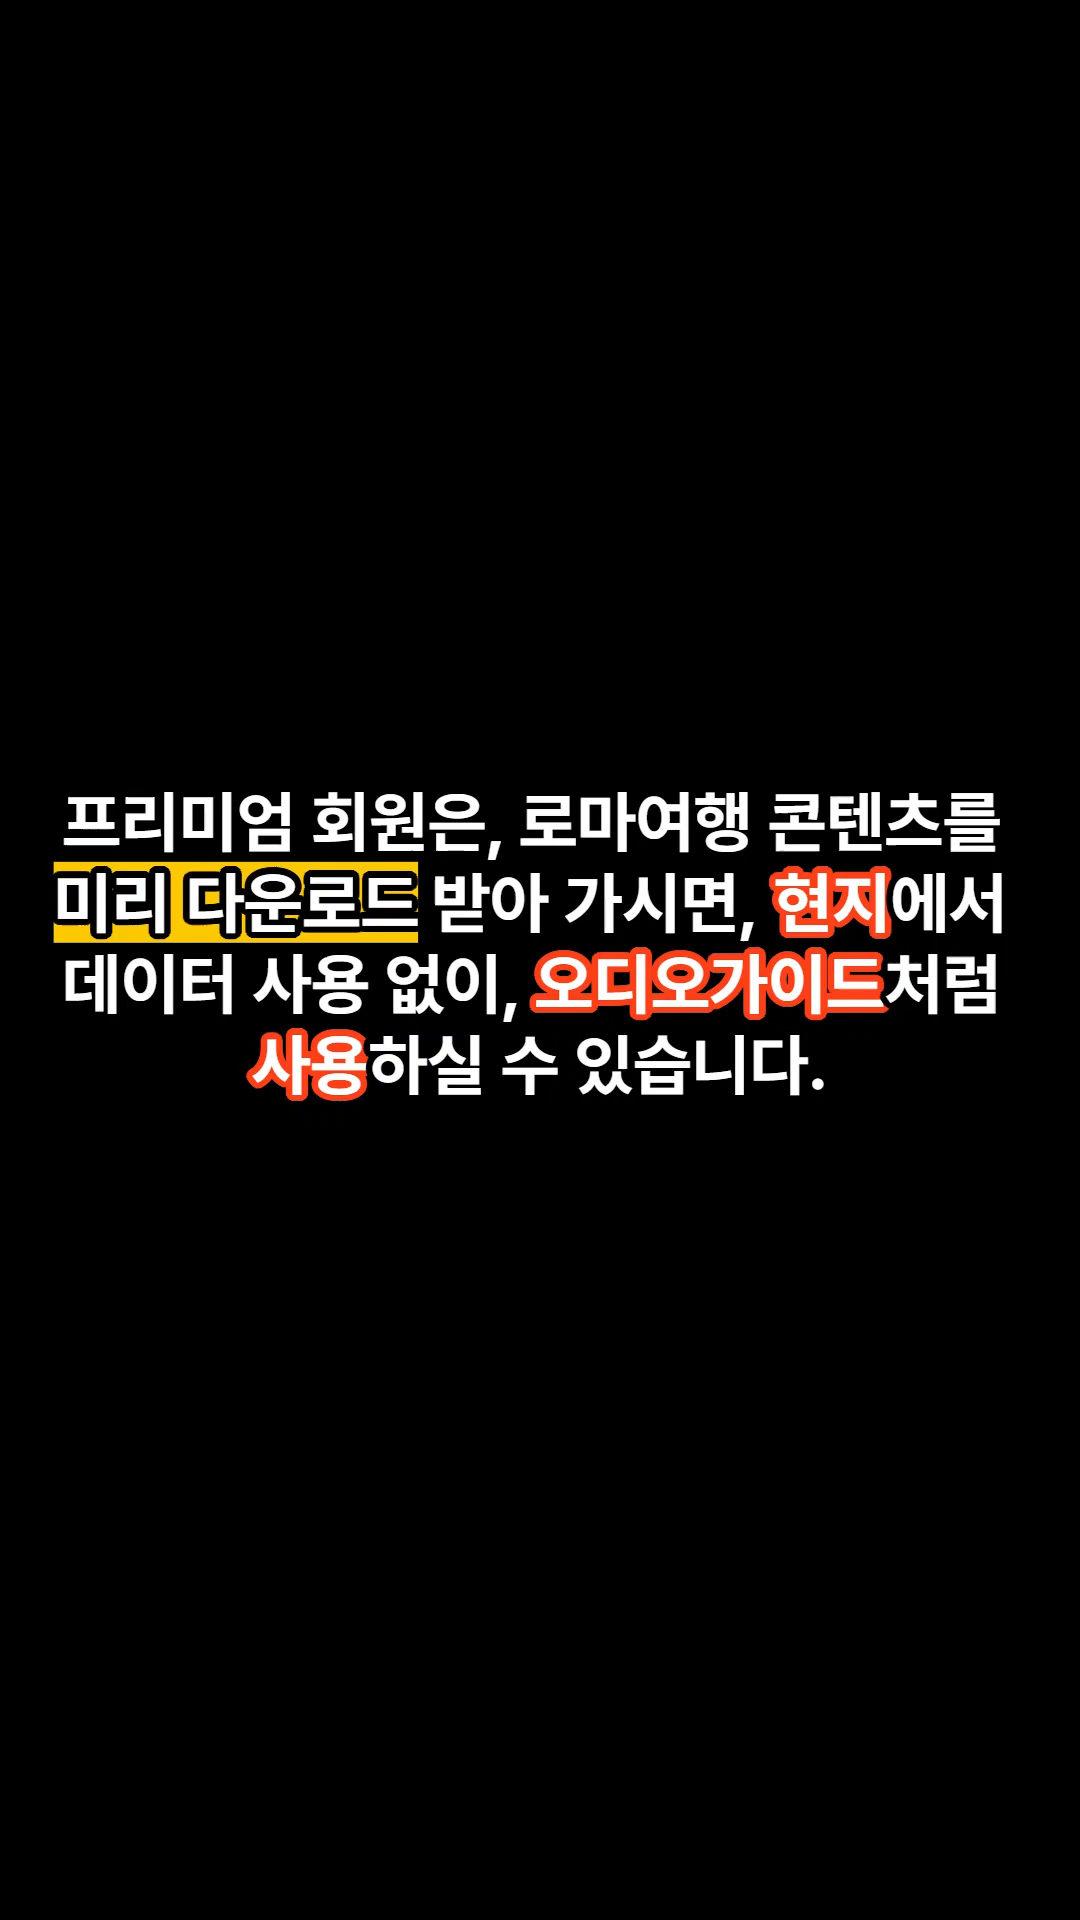 프리미엄 회원은, 로마여행 콘텐츠를
미리 다운로드 받아 가시면, 현지에서
데이터 사용 없이, 오디오가이드처럼
사용하실 수 있습니다.